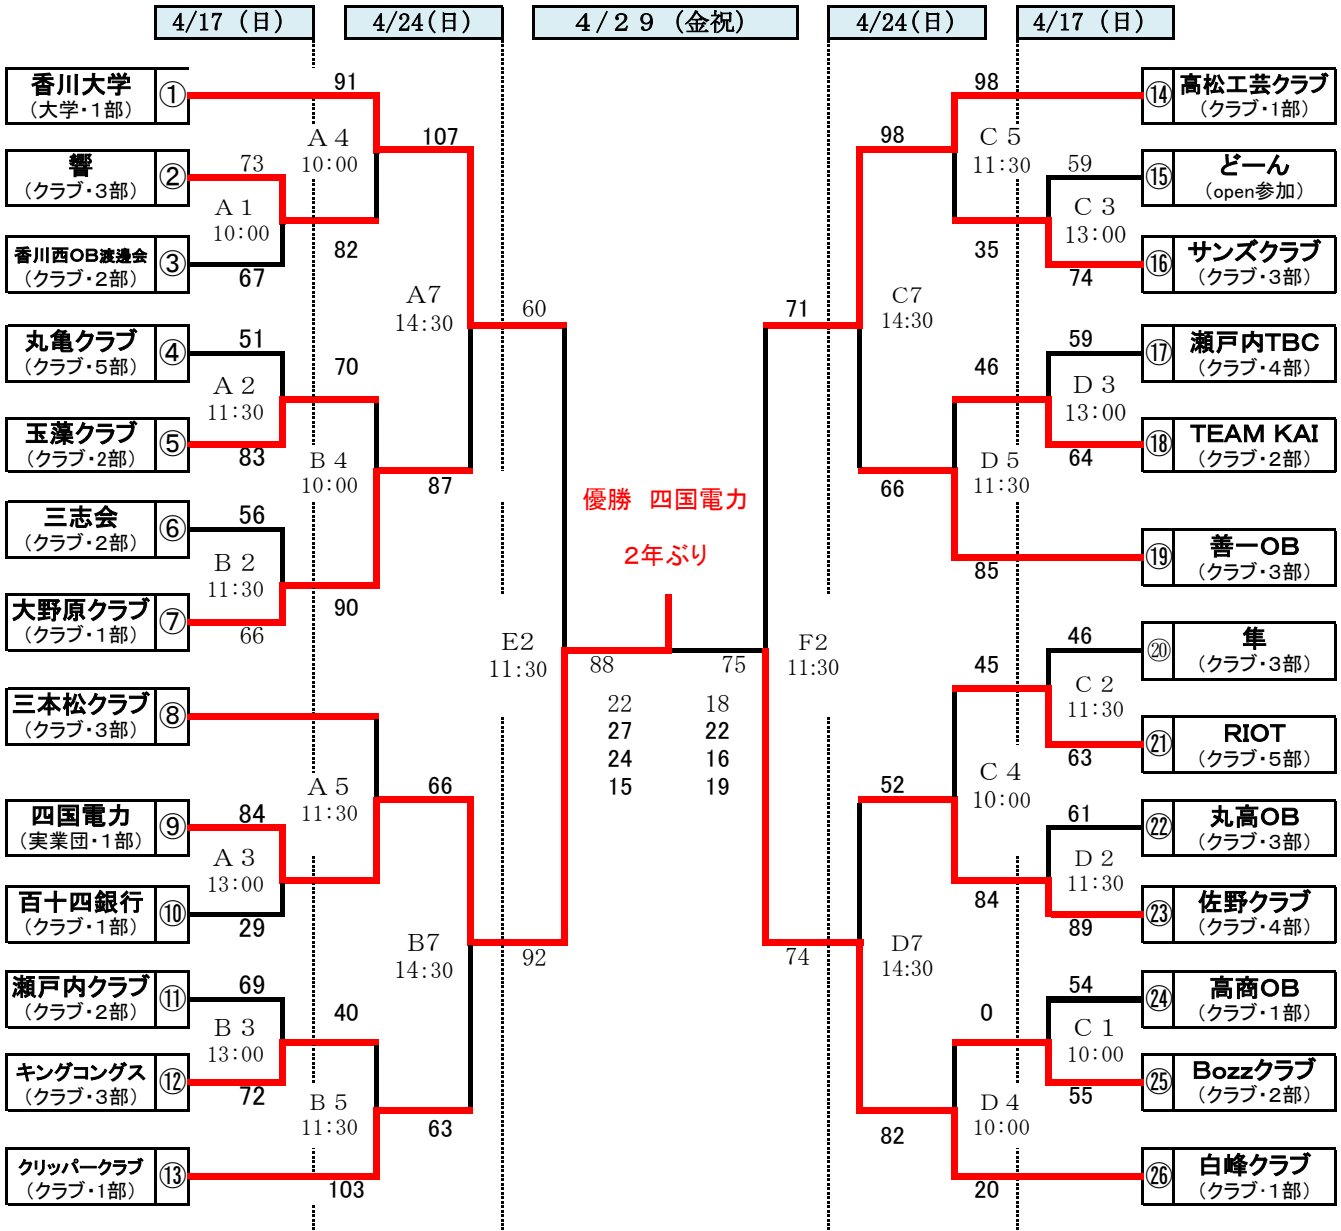 4/17（日）
4/24(日)
4/29（金祝）
4/24(日)
4/17（日）
香川大学
（大学・1部）
①
91
A 4
10:00
107
響
（クラブ・3部）
②
73
A 1
10:00
香川西OB渡邊会
（クラブ・2部）
③
67
82
A7
14:30
60
丸亀クラブ
（クラブ・5部）
④
51
A 2
11:30
70
玉藻クラブ
（クラブ・2部）
⑤
83
B 4
10:00
87
三志会
（クラブ・2部）
⑥
56
B 2
11:30
大野原クラブ
（クラブ・1部）
⑦
66
90
E2
11:30
三本松クラブ
（クラブ・3部）
⑧
A 5
11:30
66
四国電力
（実業団・1部）
⑨
84
A 3
13:00
百十四銀行
（クラブ・1部）
⑩
29
B7
14:30
92
瀬戸内クラブ
（クラブ・2部）
⑪
69
B 3
13:00
40
キングコングス
（クラブ・3部）
⑫
72
B 5
11:30
63
クリッパークラブ
（クラブ・1部）
⑬
103
優勝　四国電力
2年ぶり
88
75
22
18
27
22
24
16
15
19
98
⑭
高松工芸クラブ
（クラブ・1部）
98
C 5
11:30
59
⑮
どーん
（open参加）
C 3
13:00
35
74
⑯
サンズクラブ
（クラブ・3部）
71
C7
14:30
59
⑰
瀬戸内TBC
（クラブ・4部）
46
D 3
13:00
64
⑱
TEAM KAI
（クラブ・2部）
D 5
11:30
66
85
⑲
善一OB
（クラブ・3部）
F2
11:30
46
⑳
隼
（クラブ・3部）
45
C 2
11:30
63
㉑
RIOT
（クラブ・5部）
C 4
10:00
52
61
㉒
丸高OB
（クラブ・3部）
D 2
11:30
84
89
㉓
佐野クラブ
（クラブ・4部）
74
D7
14:30
54
㉔
高商OB
（クラブ・1部）
0
C 1
10:00
55
㉕
Bozzクラブ
（クラブ・2部）
D 4
10:00
82
20
㉖
白峰クラブ
（クラブ・1部）